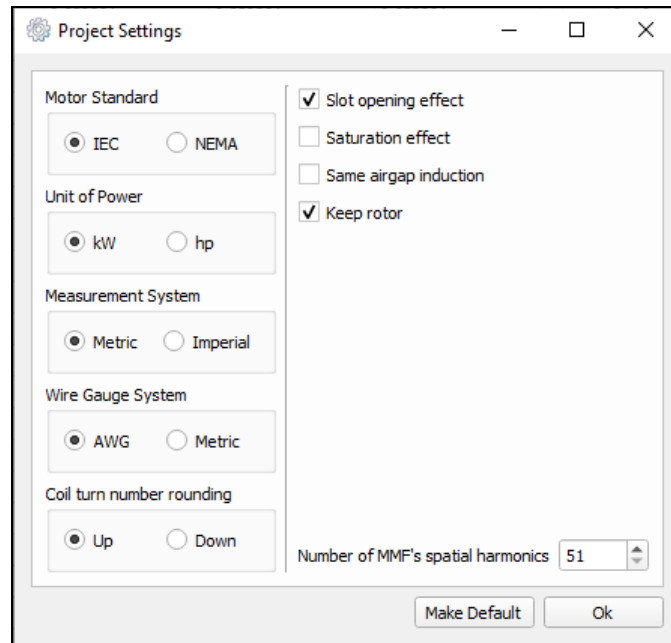 Project Settings
Motor Standard
IEC NEMA
Unit of Power
kW hp
Measurement System
Metric Imperial
Wire Gauge System
AWG Metric
Coil turn number rounding
Up Down
Slot opening effect
Saturation effect
Same airgap induction
Keep rotor
Number of MMF's spatial harmonics 51
Make Default Ok